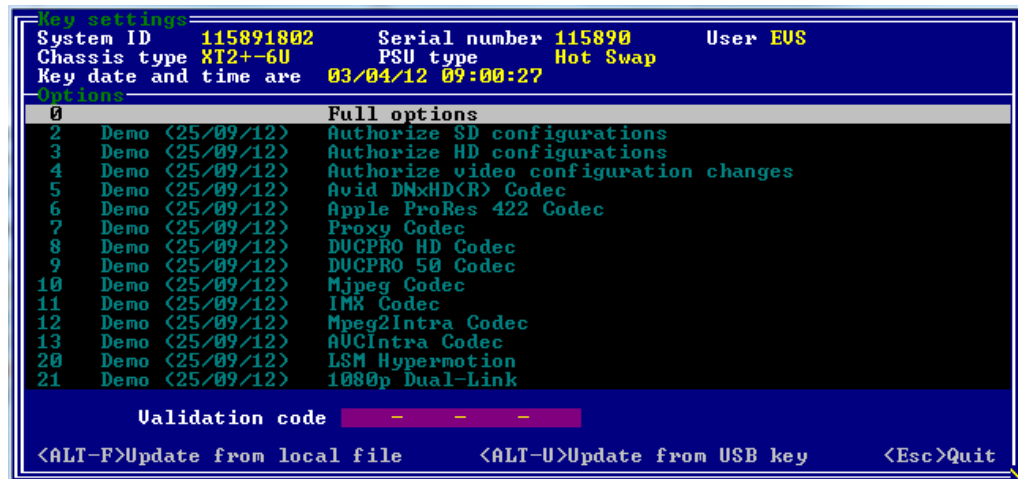 Key settings
System ID 115891802 Serial number 115890 User EVS
Chassis type XT2+-6U PSU type Hot Swap
Key date and time are 03/04/12 09:00:27
Options
0 Full options
2 Demo (25/09/12) Authorize SD configurations
3 Demo (25/09/12) Authorize HD configurations
4 Demo (25/09/12) Authorize video configuration changes
5 Demo (25/09/12) Avid DNxHD(R) Codec
6 Demo (25/09/12) Apple ProRes 422 Codec
7 Demo (25/09/12) Proxy Codec
8 Demo (25/09/12) DVCPRO HD Codec
9 Demo (25/09/12) DVCPRO 50 Codec
10 Demo (25/09/12) Mjpeg Codec
11 Demo (25/09/12) IMX Codec
12 Demo (25/09/12) Mpeg2Intra Codec
13 Demo (25/09/12) AVCIntra Codec
20 Demo (25/09/12) LSM Hypermotion
21 Demo (25/09/12) 1080p Dual-Link
Validation code - - -
<ALT-F>Update from local file <ALT-U>Update from USB key <Esc>Quit